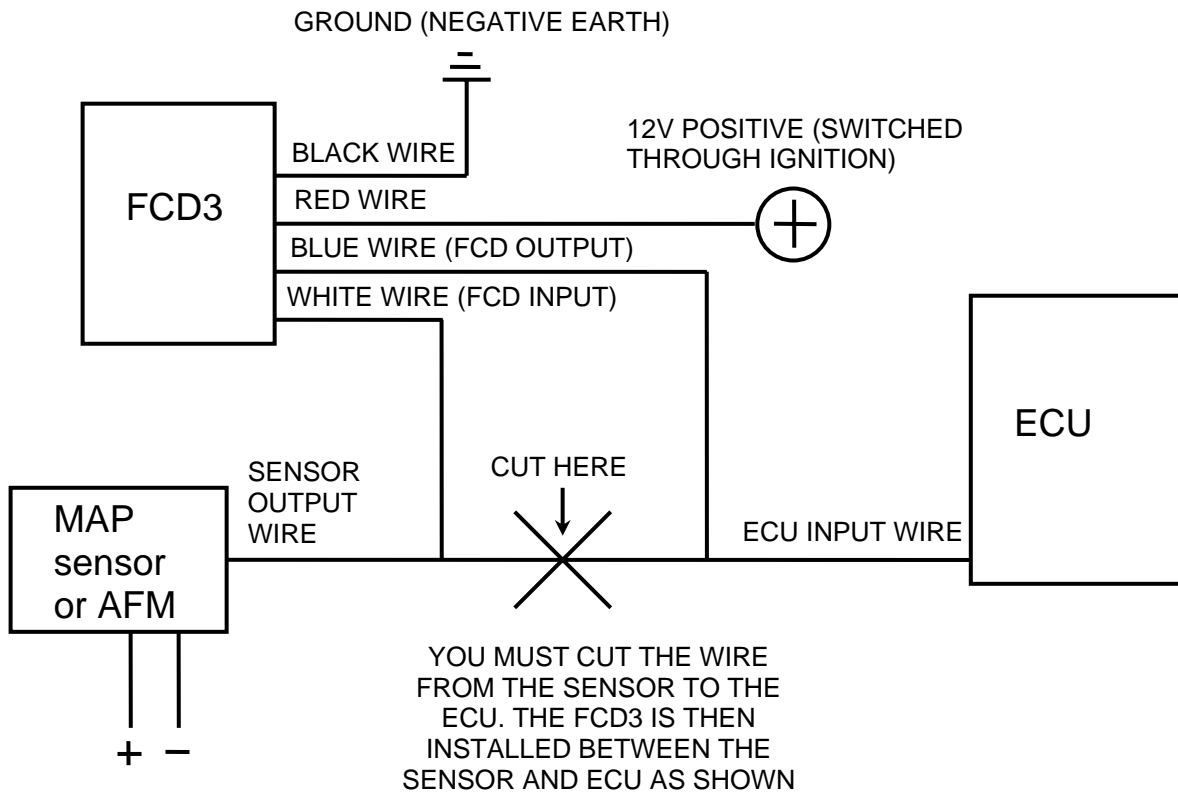 GROUND (NEGATIVE EARTH)
12V POSITIVE (SWITCHED
THROUGH IGNITION)
BLACK WIRE
FCD3
RED WIRE
BLUE WIRE (FCD OUTPUT)
WHITE WIRE (FCD INPUT)
ECU
SENSOR
OUTPUT
WIRE
CUT HERE
MAP
sensor
or AFM
ECU INPUT WIRE
YOU MUST CUT THE WIRE
FROM THE SENSOR TO THE
ECU. THE FCD3 IS THEN
INSTALLED BETWEEN THE
SENSOR AND ECU AS SHOWN
+ −